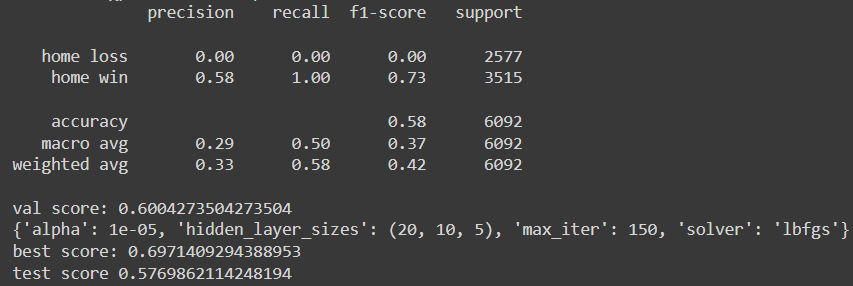 precision recall f1-score support
home loss 0.00 0.00 0.00 2577
home win 0.58 1.00 0.73 3515
accuracy 0.58 6092
macro avg 0.29 0.50 0.37 6092
weighted avg 0.33 0.58 0.42 6092
val score: 0.6004273504273504
{'alpha': 1e-05, 'hidden_layer_sizes': (20, 10, 5), 'max_iter': 150, 'solver': 'lbfgs'}
best score: 0.6971409294388953
test score 0.5769862114248194